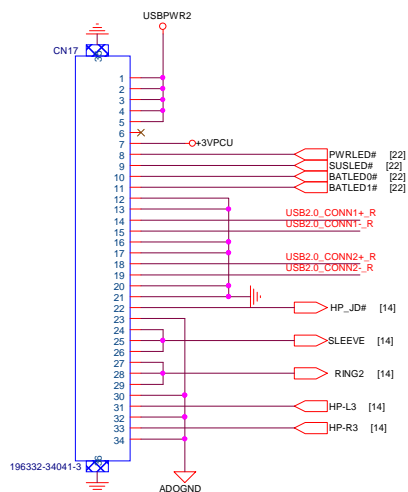 USBPWR2
CN17
1
2
3
4
5
6
7 +3VPCU
8 PWRLED# [22]
9 SUSLED# [22]
10 BATLED0# [22]
11 BATLED1# [22]
12
13
14 USB2.0_CONN1+_R
15 USB2.0_CONN1-_R
16
17
18 USB2.0_CONN2+_R
19 USB2.0_CONN2-_R
20
21
22 HP_JD# [14]
23
24
25 SLEEVE [14]
26
27
28 RING2 [14]
29
30
31 HP-L3 [14]
32
33 HP-R3 [14]
34
196332-34041-3
ADOGND